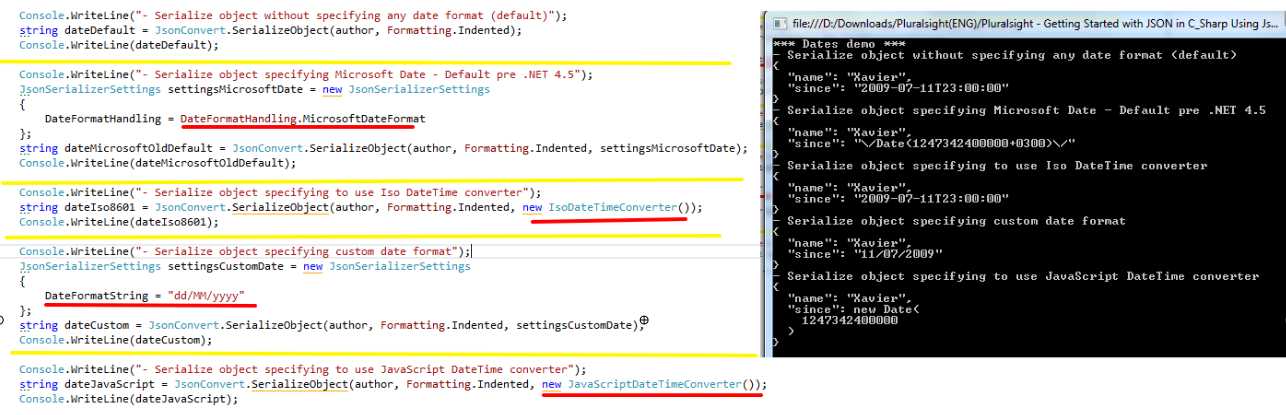 Console.WriteLine("- Serialize object without specifying any date format (default)");
string dateDefault = JsonConvert.SerializeObject(author, Formatting.Indented);
Console.WriteLine(dateDefault);
Console.WriteLine("- Serialize object specifying Microsoft Date - Default pre .NET 4.5");
JsonSerializerSettings settingsMicrosoftDate = new JsonSerializerSettings
{
DateFormatHandling = DateFormatHandling.MicrosoftDateFormat
};
string dateMicrosoftOldDefault = JsonConvert.SerializeObject(author, Formatting.Indented, settingsMicrosoftDate);
Console.WriteLine(dateMicrosoftOldDefault);
Console.WriteLine("- Serialize object specifying to use Iso DateTime converter");
string dateIso8601 = JsonConvert.SerializeObject(author, Formatting.Indented, new IsoDateTimeConverter());
Console.WriteLine(dateIso8601);
Console.WriteLine("- Serialize object specifying custom date format");
JsonSerializerSettings settingsCustomDate = new JsonSerializerSettings
{
DateFormatString = "dd/MM/yyyy"
};
string dateCustom = JsonConvert.SerializeObject(author, Formatting.Indented, settingsCustomDate);
Console.WriteLine(dateCustom);
Console.WriteLine("- Serialize object specifying to use JavaScript DateTime converter");
string dateJavaScript = JsonConvert.SerializeObject(author, Formatting.Indented, new JavaScriptDateTimeConverter());
Console.WriteLine(dateJavaScript);
file:///D:/Downloads/Pluralsight(ENG)/Pluralsight - Getting Started with JSON in C_Sharp Using Js...
*** Dates demo ***
- Serialize object without specifying any date format (default)
{
"name": "Xavier",
"since": "2009-07-11T23:00:00"
}
- Serialize object specifying Microsoft Date - Default pre .NET 4.5
{
"name": "Xavier",
"since": "\/Date(1247342400000+0300)\/"
}
- Serialize object specifying to use Iso DateTime converter
{
"name": "Xavier",
"since": "2009-07-11T23:00:00"
}
- Serialize object specifying custom date format
{
"name": "Xavier",
"since": "11/07/2009"
}
- Serialize object specifying to use JavaScript DateTime converter
{
"name": "Xavier",
"since": new Date(
1247342400000
)
}